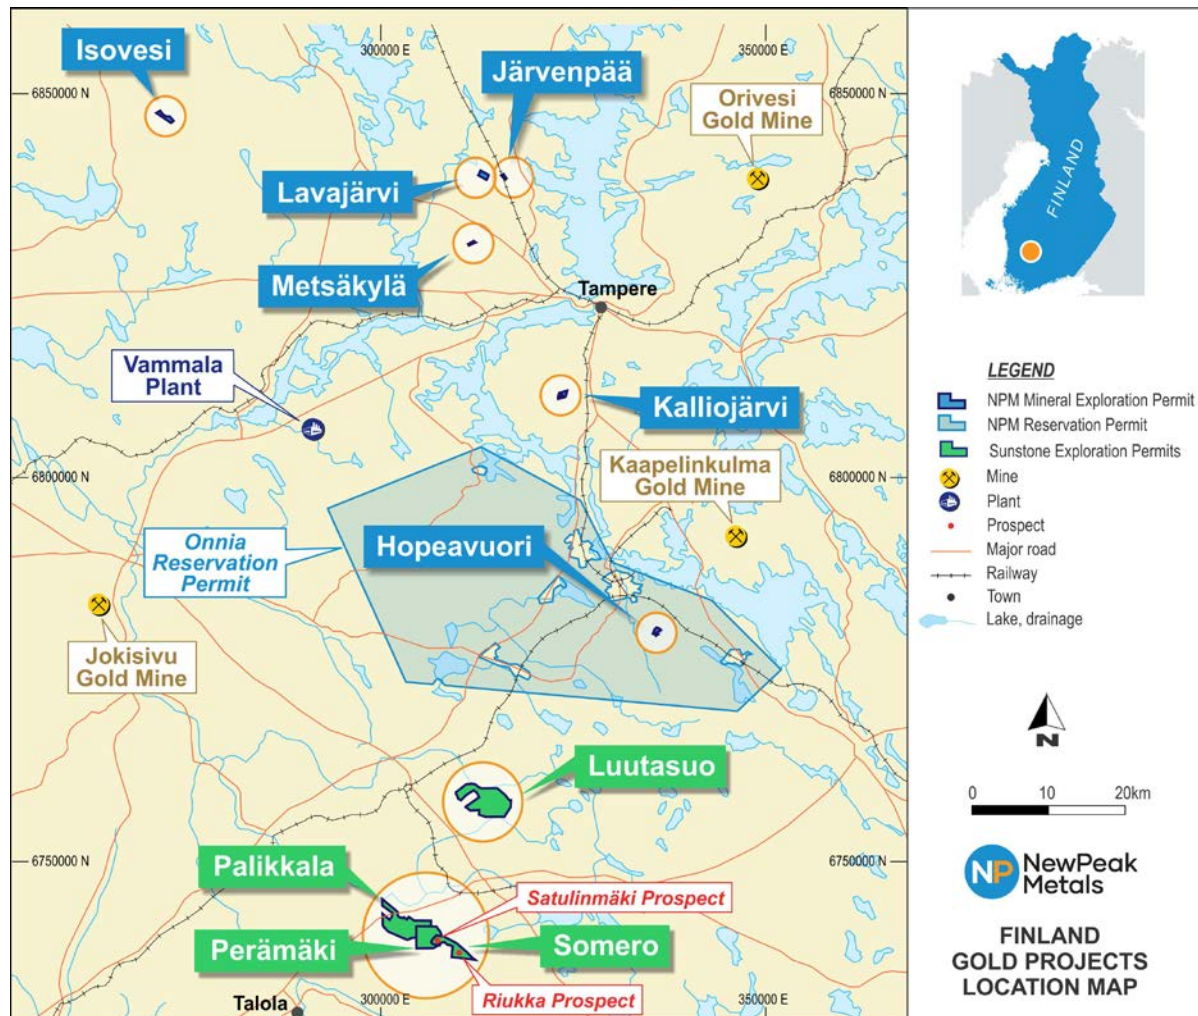 300000 E
350000 E
Isovesi
Järvenpää
6850000 N
6850000 N
Orivesi
Gold Mine
Lavajärvi
Metsäkylä
Tampere
Vammala
Plant
Kalliojärvi
Kaapelinkulma
Gold Mine
6800000 N
6800000 N
Onnia
Reservation
Permit
Hopeavuori
Jokisivu
Gold Mine
Luutasuo
6750000 N
6750000 N
Palikkala
Satulinmäki Prospect
Perämäki
Somero
Riukka Prospect
Talola
300000 E
350000 E
FINLAND
LEGEND
NPM Mineral Exploration Permit
NPM Reservation Permit
Sunstone Exploration Permits
Mine
Plant
Prospect
Major road
Railway
Town
Lake, drainage
N
0 10 20km
NP NewPeak
Metals
FINLAND
GOLD PROJECTS
LOCATION MAP